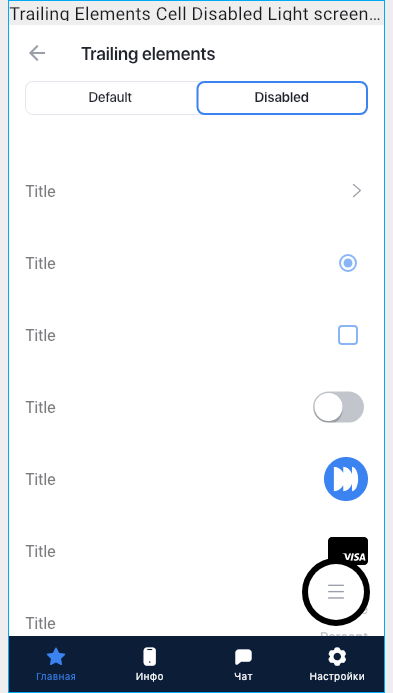 Trailing Elements Cell Disabled Light screen...
Trailing elements
Default
Disabled
Title
Title
Title
Title
Title
Title
VISA
Title
Главная
Инфо
Чат
Настройки